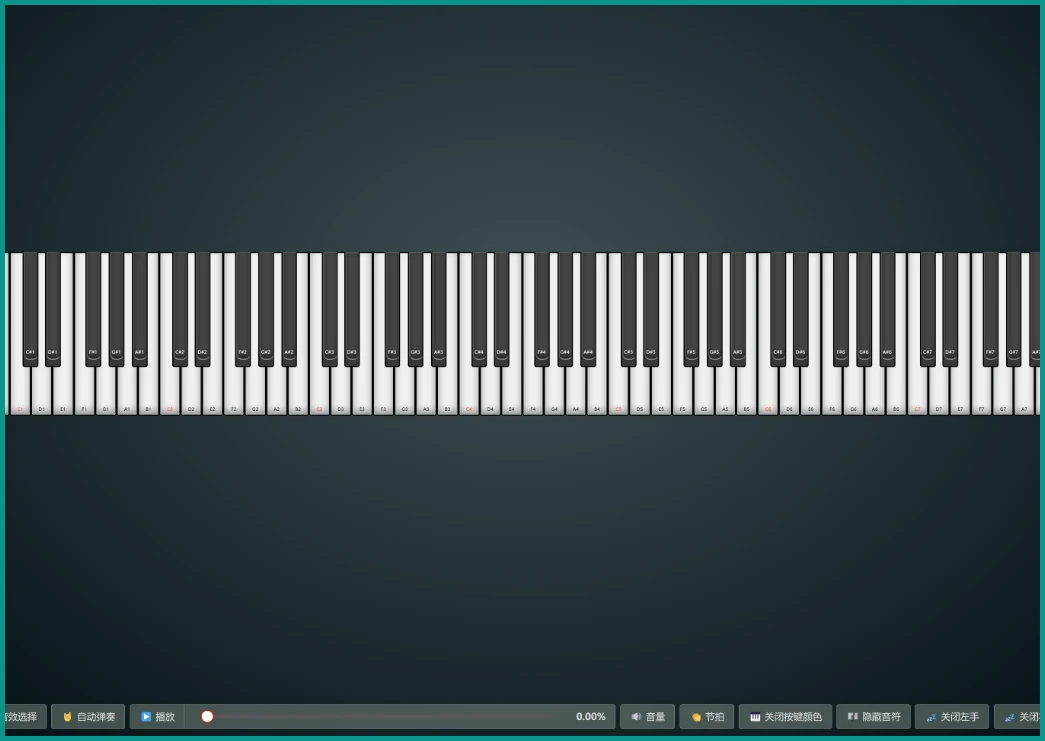 C#1 D#1 F#1 G#1 A#1 C#2 D#2 F#2 G#2 A#2 C#3 D#3 F#3 G#3 A#3 C#4 D#4 F#4 G#4 A#4 C#5 D#5 F#5 G#5 A#5 C#6 D#6 F#6 G#6 A#6 C#7 D#7 F#7 G#7
C1 D1 E1 F1 G1 A1 B1 C2 D2 E2 F2 G2 A2 B2 C3 D3 E3 F3 G3 A3 B3 C4 D4 E4 F4 G4 A4 B4 C5 D5 E5 F5 G5 A5 B5 C6 D6 E6 F6 G6 A6 B6 C7 D7 E7 F7 G7 A7
效选择 自动弹奏 播放 0.00% 音量 节拍 关闭按键颜色 隐藏音符 关闭左手 关闭